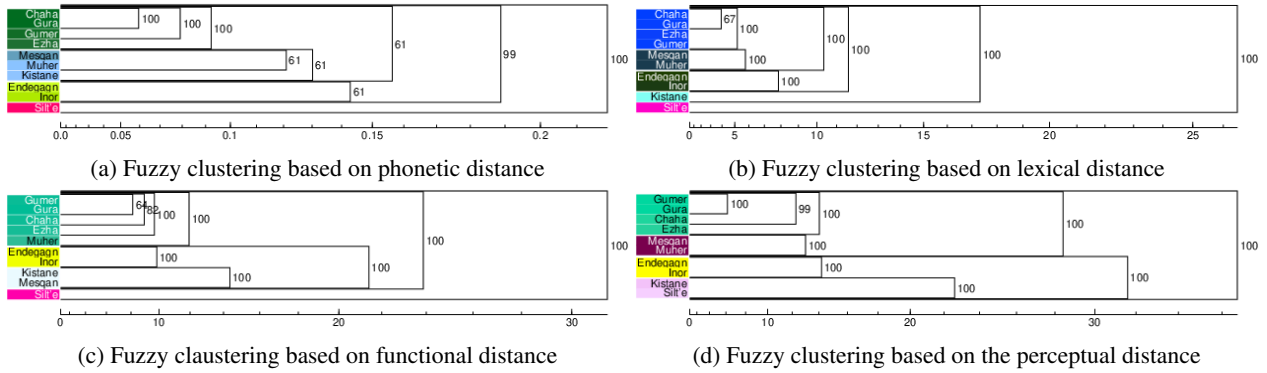 Chaha
Gura
Gumer
Ezha
Mesqan
Muher
Kistane
Endegagn
Inor
Silt'e
100
100
100
61
61
61
61
99
100
0.0 0.05 0.1 0.15 0.2
(a) Fuzzy clustering based on phonetic distance
Chaha
Gura
Ezha
Gumer
Mesqan
Muher
Endegagn
Inor
Kistane
Silt'e
67
100
100
100
100
100
100
100
0 5 10 15 20 25
(b) Fuzzy clustering based on lexical distance
Gumer
Gura
Chaha
Ezha
Muher
Endegagn
Inor
Kistane
Mesqan
Silt'e
64
82
100
100
100
100
100
100
100
0 10 20 30
(c) Fuzzy claustering based on functional distance
Gumer
Gura
Chaha
Ezha
Mesqan
Muher
Endegagn
Inor
Kistane
Silt'e
100
99
100
100
100
100
100
100
100
0 10 20 30
(d) Fuzzy clustering based on the perceptual distance